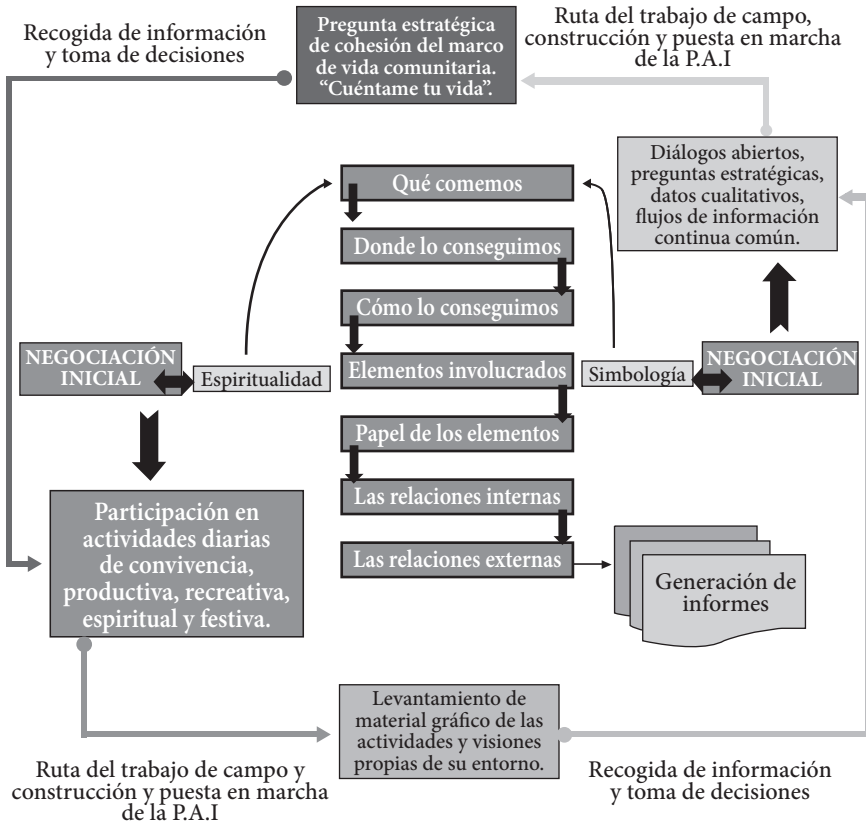 Recogida de información
y toma de decisiones
Pregunta estratégica
de cohesión del marco
de vida comunitaria.
“Cuéntame tu vida”.
Ruta del trabajo de campo,
construcción y puesta en marcha
de la P.A.I
Diálogos abiertos,
preguntas estratégicas,
datos cualitativos,
flujos de información
continua común.
Qué comemos
Donde lo conseguimos
Cómo lo conseguimos
Elementos involucrados
Papel de los elementos
Las relaciones internas
Las relaciones externas
NEGOCIACIÓN
INICIAL
Espiritualidad
Simbología
NEGOCIACIÓN
INICIAL
Participación en
actividades diarias
de convivencia,
productiva, recreativa,
espiritual y festiva.
Generación de
informes
Levantamiento de
material gráfico de las
actividades y visiones
propias de su entorno.
Ruta del trabajo de campo y
construcción y puesta en marcha
de la P.A.I
Recogida de información
y toma de decisiones